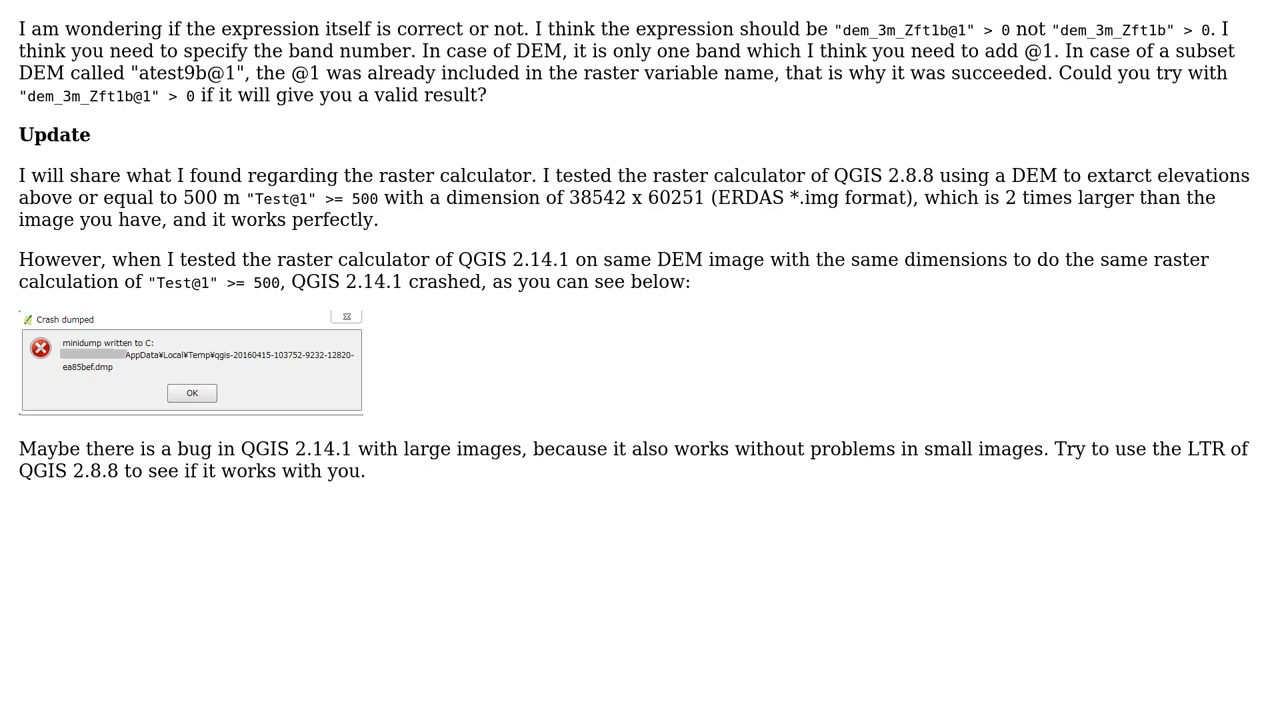 I am wondering if the expression itself is correct or not. I think the expression should be "dem_3m_Zft1b@1" > 0 not "dem_3m_Zft1b" > 0. I
think you need to specify the band number. In case of DEM, it is only one band which I think you need to add @1. In case of a subset
DEM called "atest9b@1", the @1 was already included in the raster variable name, that is why it was succeeded. Could you try with
"dem_3m_Zft1b@1" > 0 if it will give you a valid result?
Update
I will share what I found regarding the raster calculator. I tested the raster calculator of QGIS 2.8.8 using a DEM to extarct elevations
above or equal to 500 m "Test@1" >= 500 with a dimension of 38542 x 60251 (ERDAS *.img format), which is 2 times larger than the
image you have, and it works perfectly.
However, when I tested the raster calculator of QGIS 2.14.1 on same DEM image with the same dimensions to do the same raster
calculation of "Test@1" >= 500, QGIS 2.14.1 crashed, as you can see below:
Crash dumped
minidump written to C:
AppData¥Local¥Temp¥qgis-20160415-103752-9232-12820-
ea85bef.dmp
OK
Maybe there is a bug in QGIS 2.14.1 with large images, because it also works without problems in small images. Try to use the LTR of
QGIS 2.8.8 to see if it works with you.